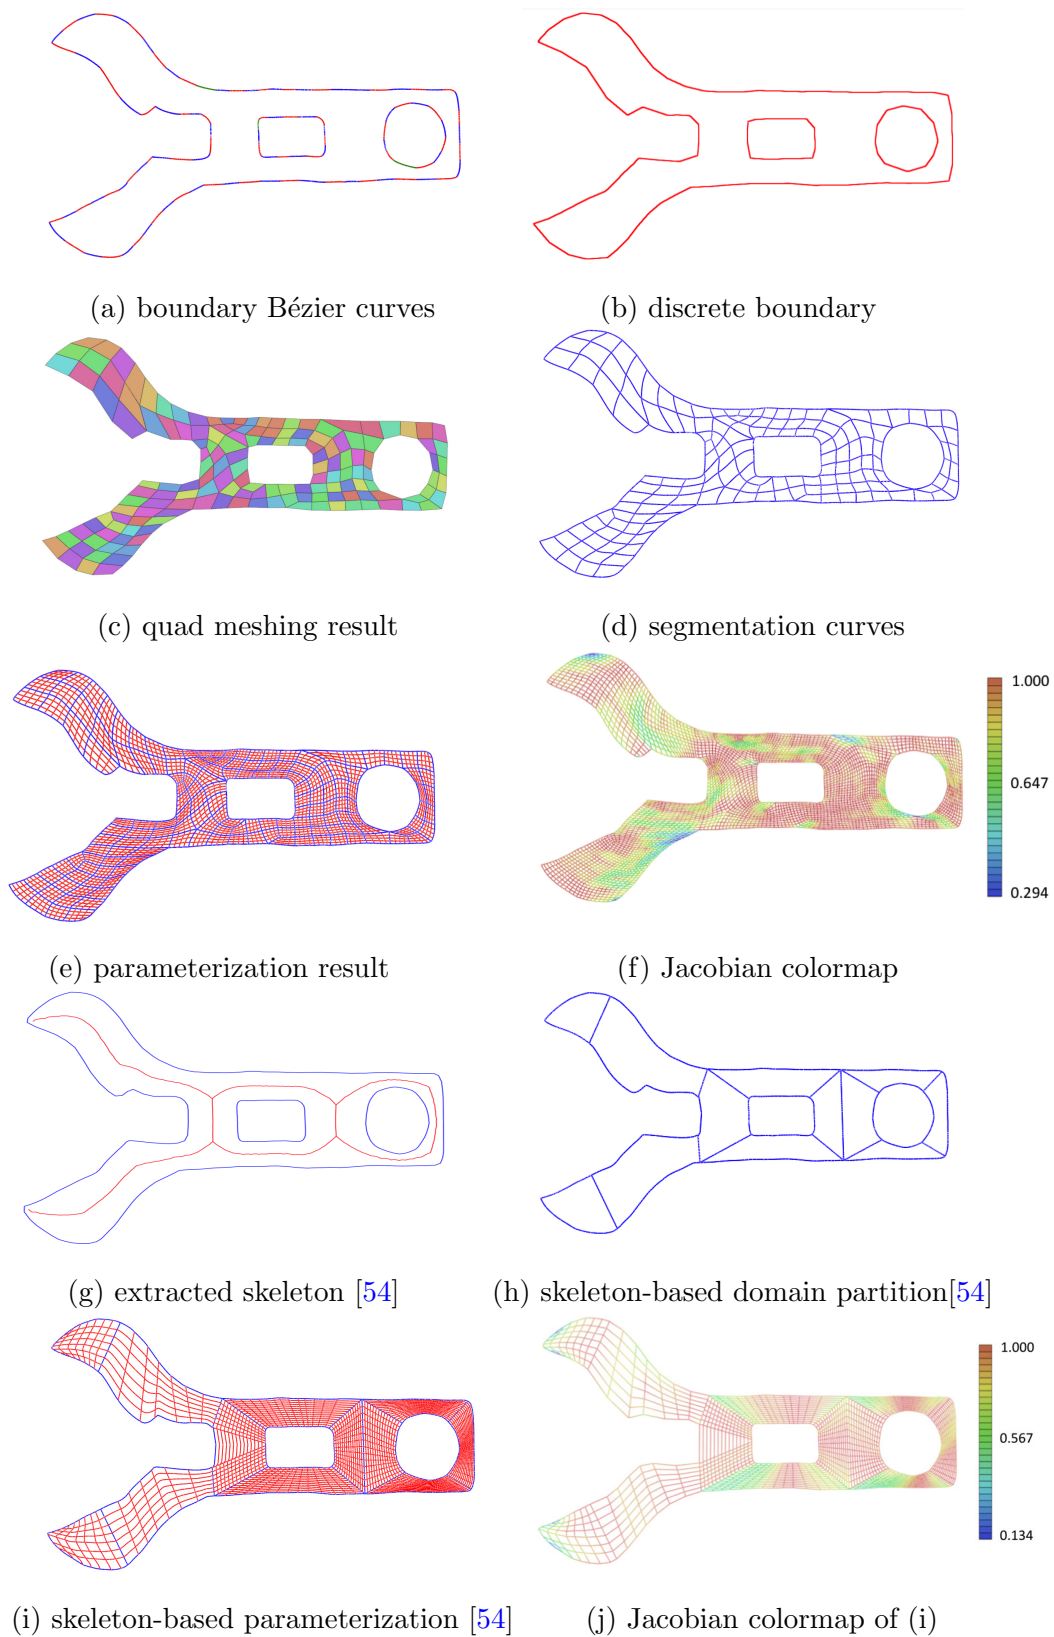 (a) boundary Bézier curves
(b) discrete boundary
(c) quad meshing result
(d) segmentation curves
1.000
0.647
0.294
(e) parameterization result
(f) Jacobian colormap
(g) extracted skeleton [54]
(h) skeleton-based domain partition[54]
1.000
0.567
0.134
(i) skeleton-based parameterization [54]
(j) Jacobian colormap of (i)